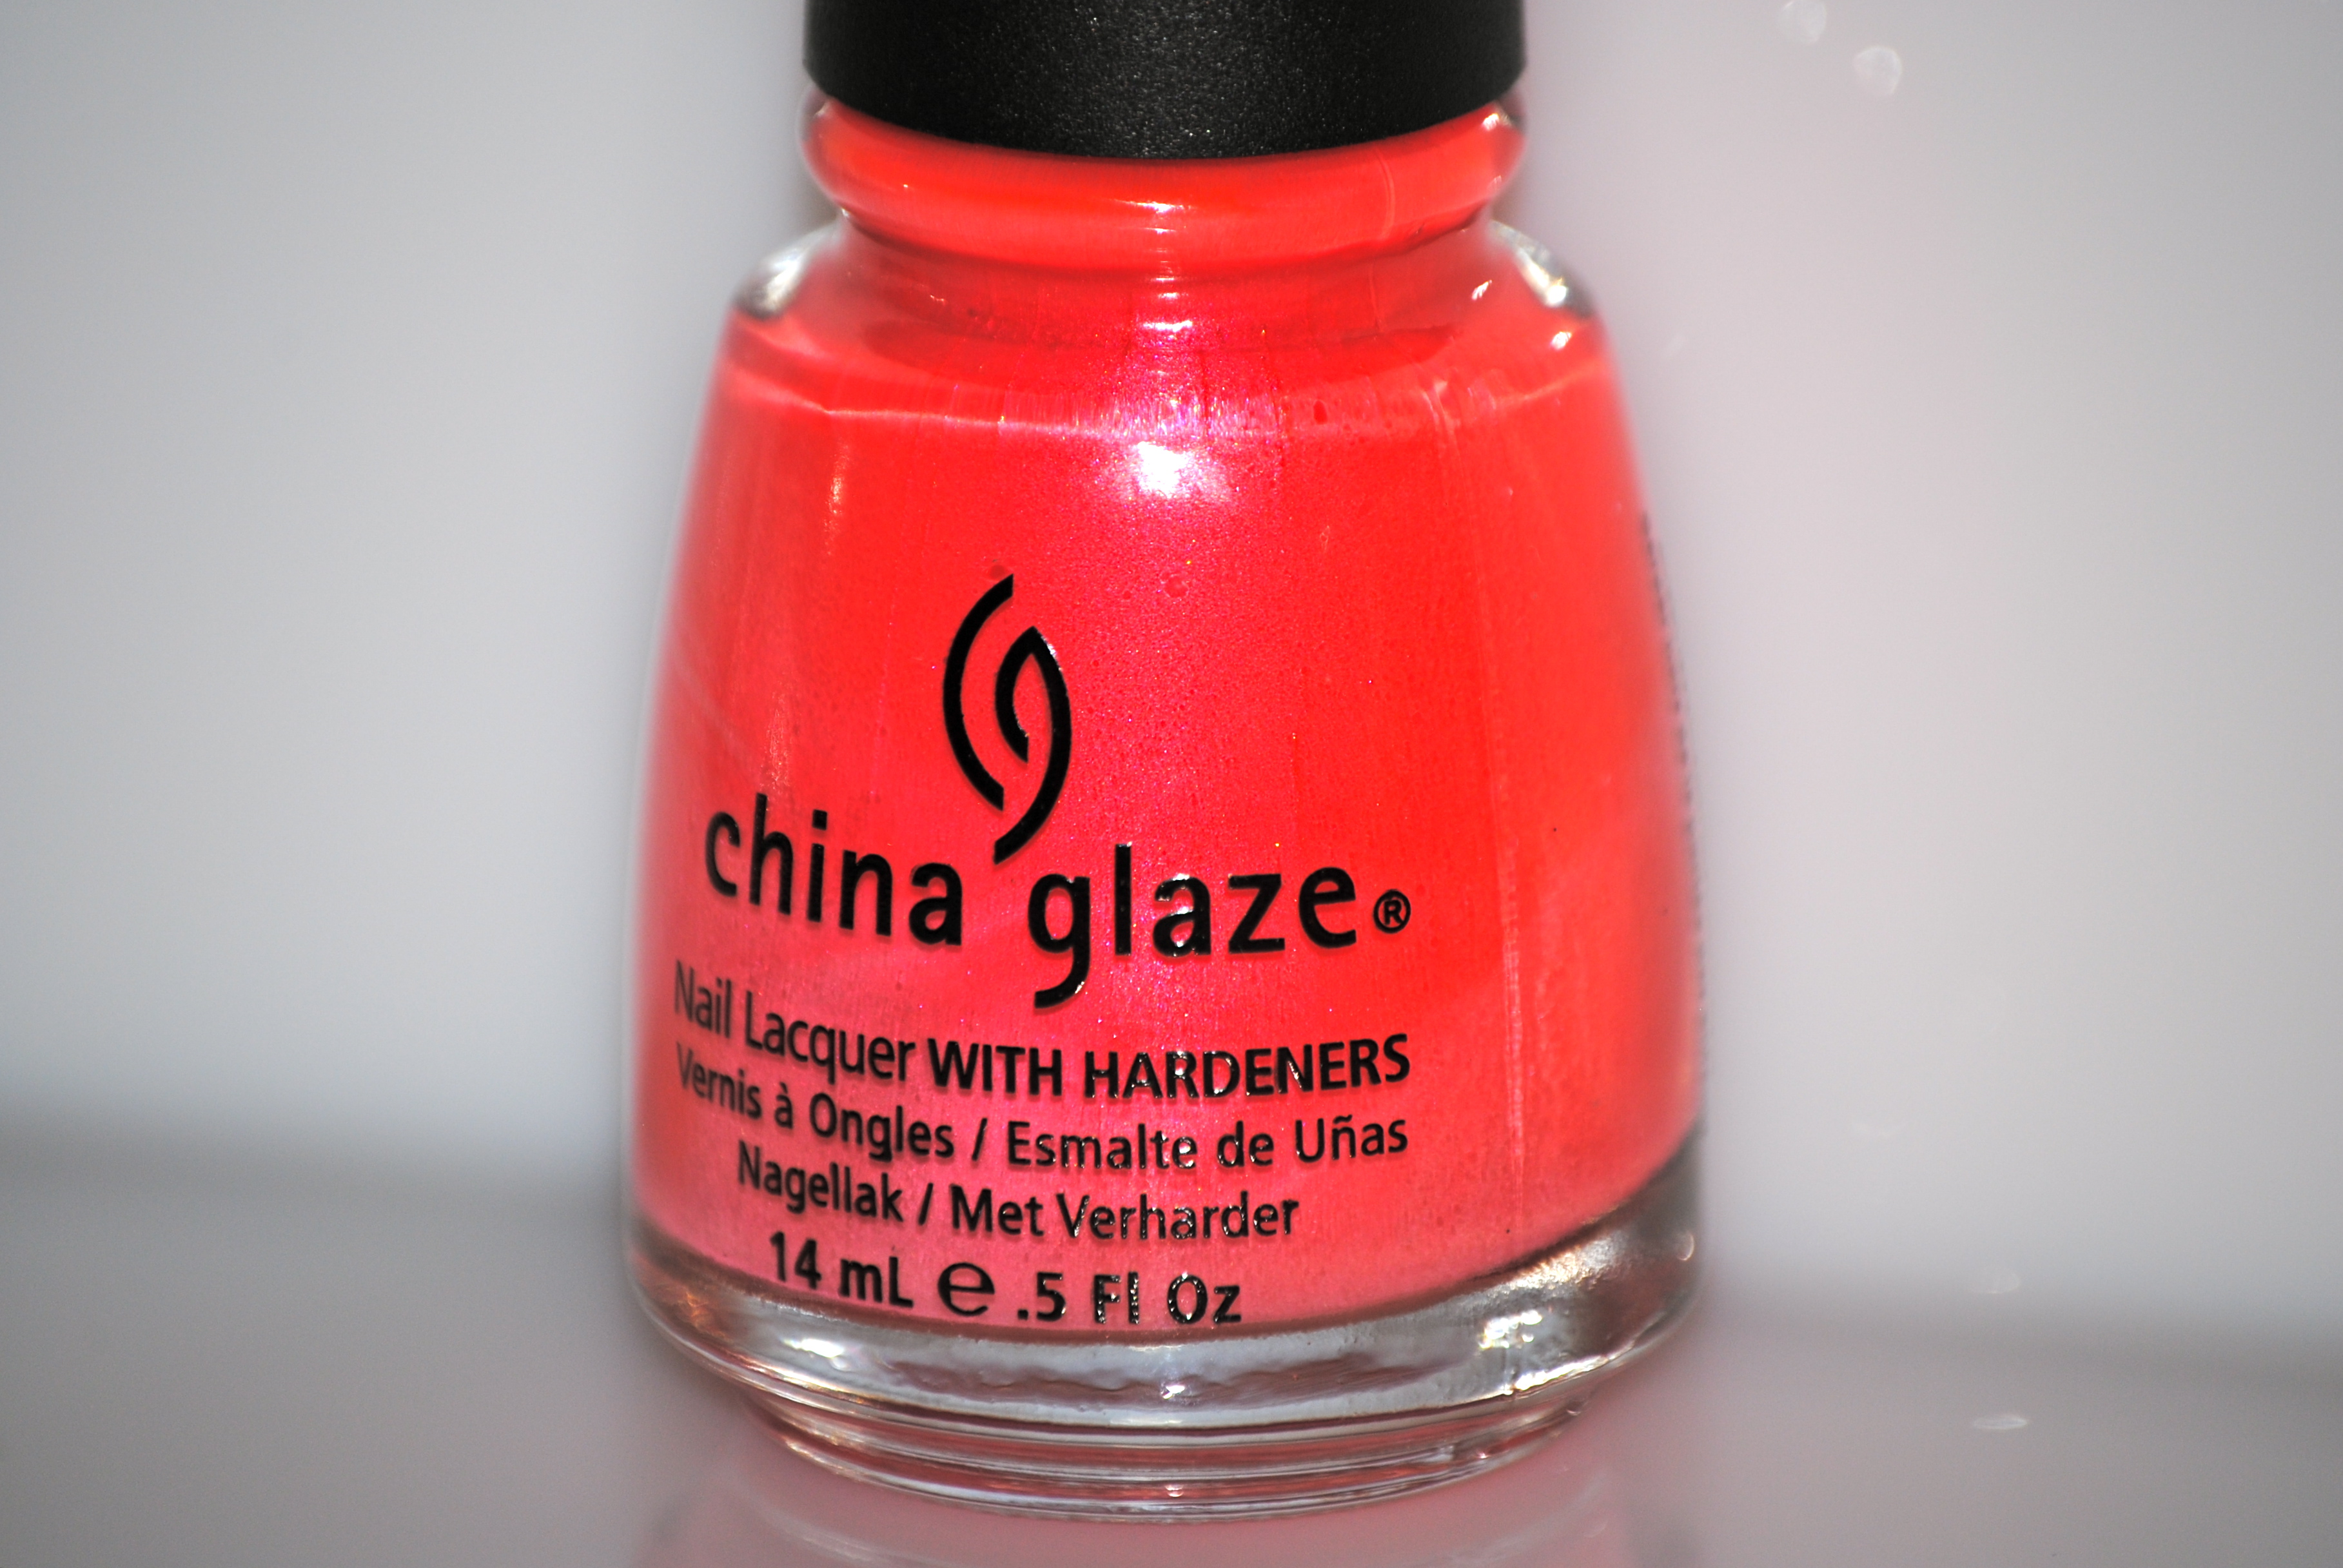 china glaze®
Nail Lacquer WITH HARDENERS
Vernis à Ongles / Esmalte de Uñas
Nagellak / Met Verharder
14 mL e .5 Fl Oz